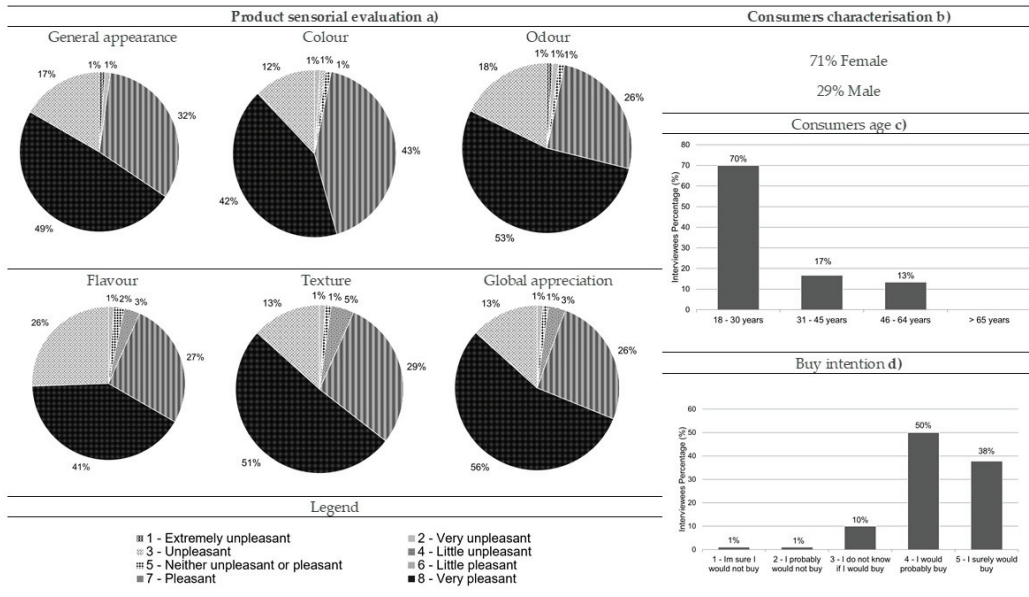 Product sensorial evaluation a)
General appearance
17%
1%
1%
32%
49%
Colour
12%
1%
1%
1%
43%
42%
Odour
18%
1%
1%
1%
26%
53%
Flavour
26%
1%
2%
3%
27%
41%
Texture
13%
1%
1%
5%
29%
51%
Global appreciation
13%
1%
1%
3%
26%
56%
Legend
1 - Extremely unpleasant
2 - Very unpleasant
3 - Unpleasant
4 - Little unpleasant
5 - Neither unpleasant or pleasant
6 - Little pleasant
7 - Pleasant
8 - Very pleasant
Consumers characterisation b)
71% Female
29% Male
Consumers age c)
Interviewees Percentage (%)
80
70
60
50
40
30
20
10
0
70%
17%
13%
18 - 30 years
31 - 45 years
46 - 64 years
> 65 years
Buy intention d)
Interviewees Percentage (%)
60
50
40
30
20
10
0
1%
1%
10%
50%
38%
1 - Im sure I
would not buy
2 - I probably
would not buy
3 - I do not know
if I would buy
4 - I would
probably buy
5 - I surely would
buy